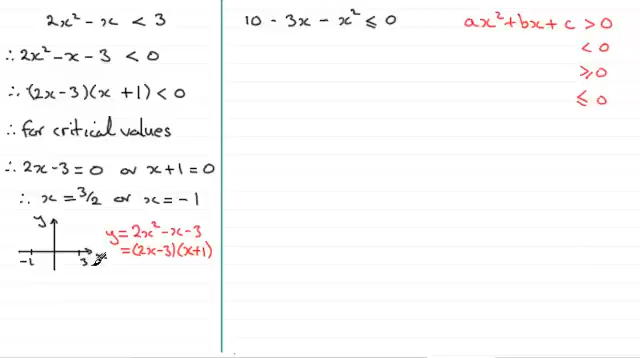 2x² - x < 3
∴ 2x² - x - 3 < 0
∴ (2x-3)(x+1) < 0
∴ for critical values
∴ 2x-3 = 0 or x+1 = 0
∴ x = 3/2 or x = -1
y
-1
3
y = 2x² - x - 3
= (2x-3)(x+1)
10 - 3x - x² ≤ 0
ax² + bx + c > 0
< 0
≥ 0
≤ 0